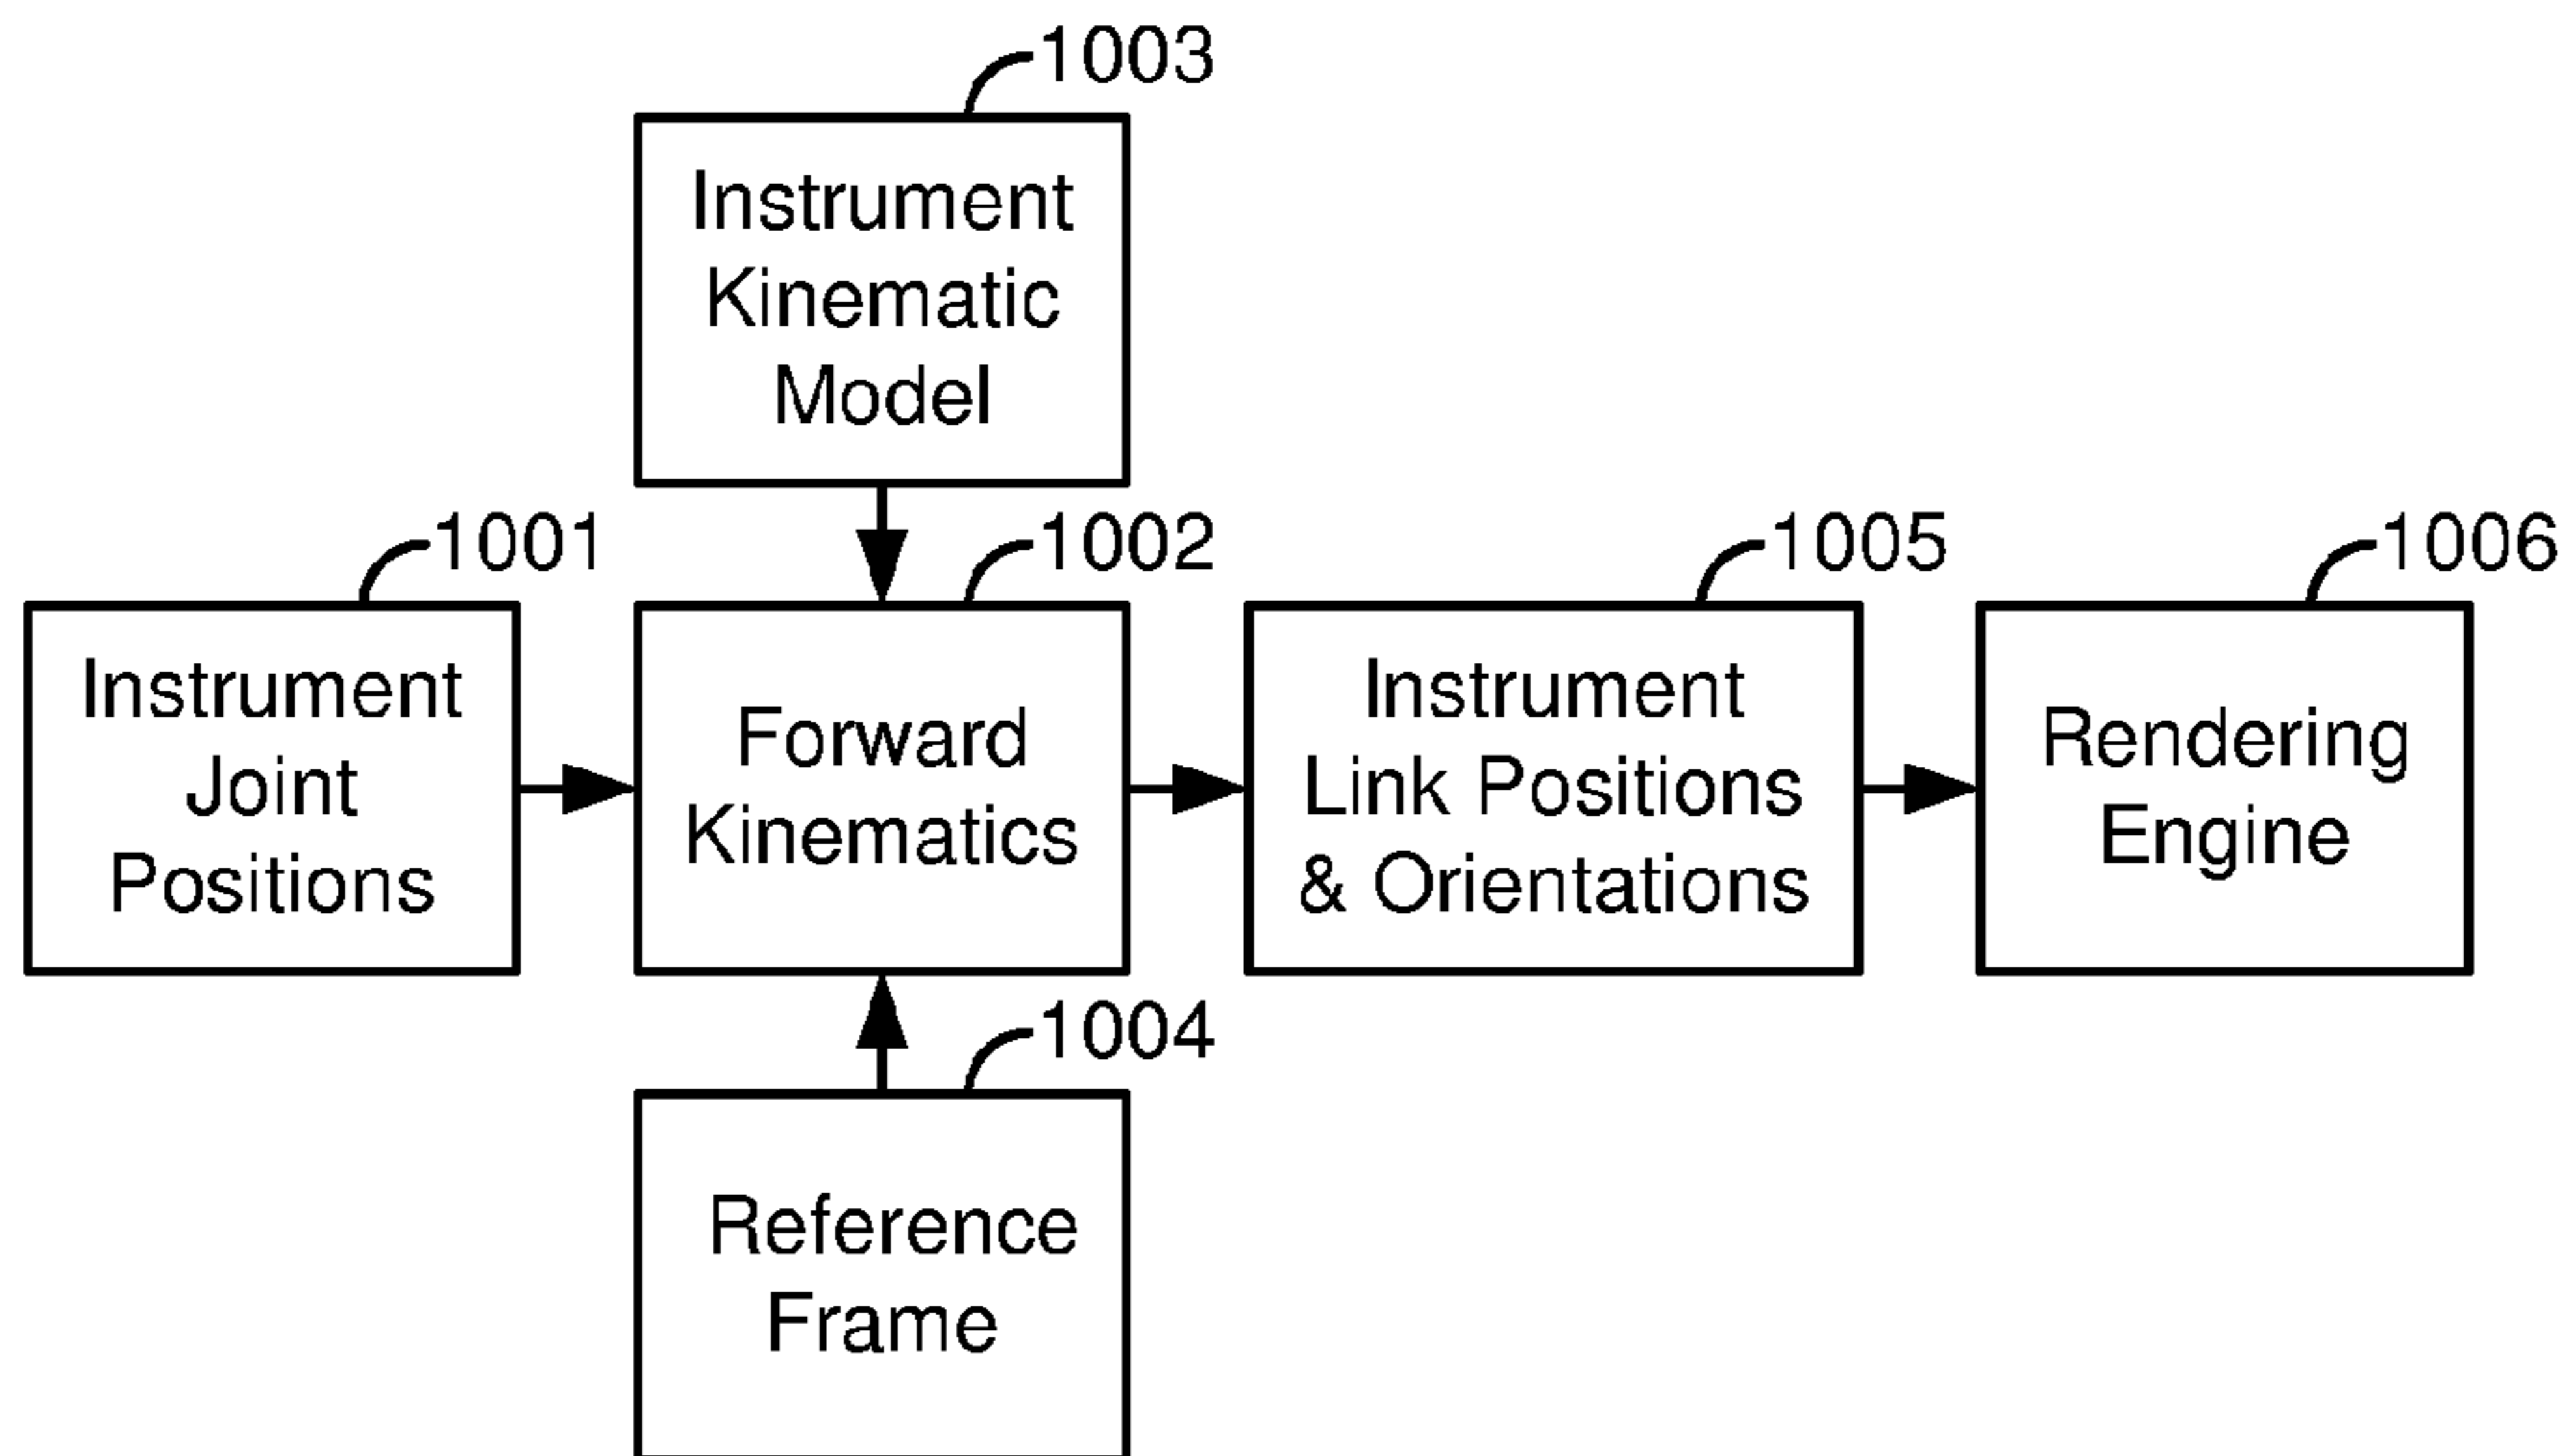 1003
Instrument
Kinematic
Model
1001
Instrument
Joint
Positions
1002
Forward
Kinematics
1005
Instrument
Link Positions
& Orientations
1006
Rendering
Engine
1004
Reference
Frame